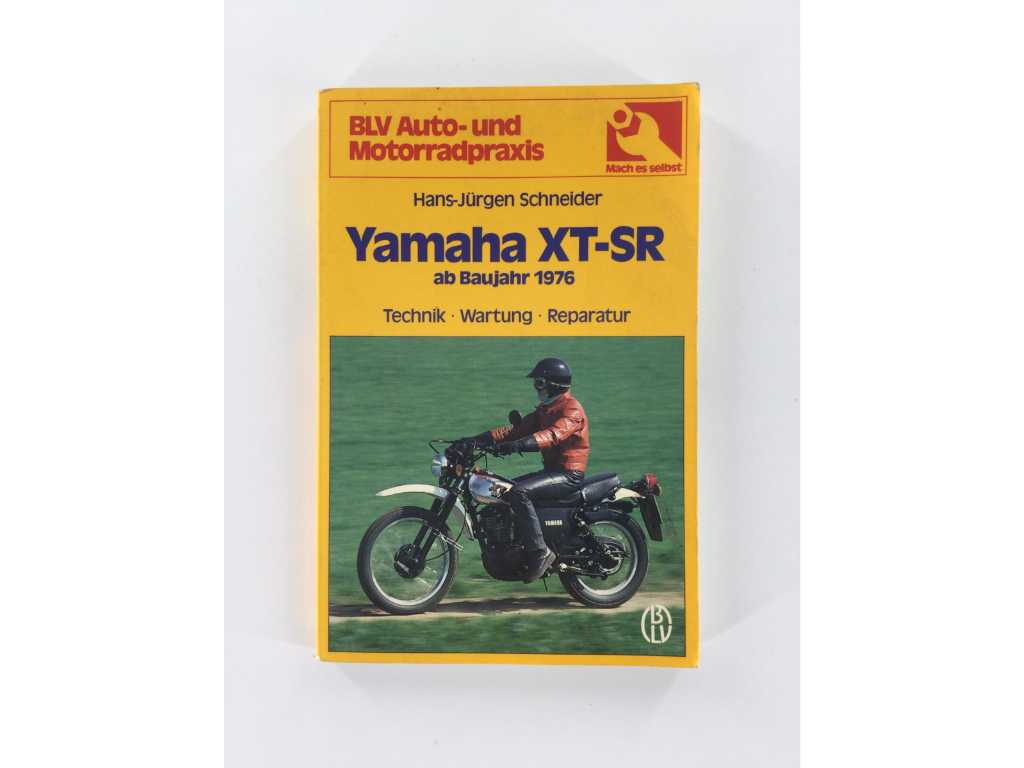 BLV Auto- und
Motorradpraxis
Mach es selbst
Hans-Jürgen Schneider
Yamaha XT-SR
ab Baujahr 1976
Technik · Wartung · Reparatur
YAMAHA
BLV